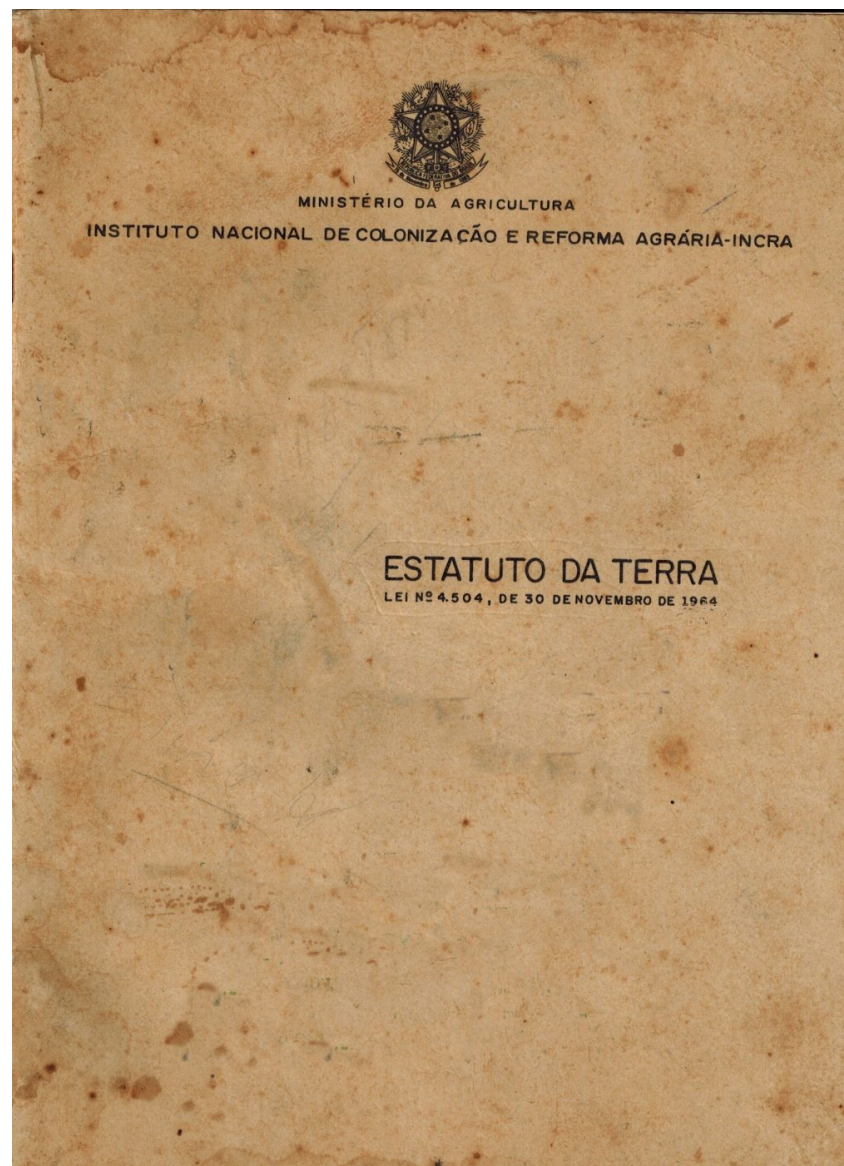 MINISTÉRIO DA AGRICULTURA
INSTITUTO NACIONAL DE COLONIZAÇÃO E REFORMA AGRÁRIA-INCRA
ESTATUTO DA TERRA
LEI Nº 4.504, DE 30 DE NOVEMBRO DE 1964